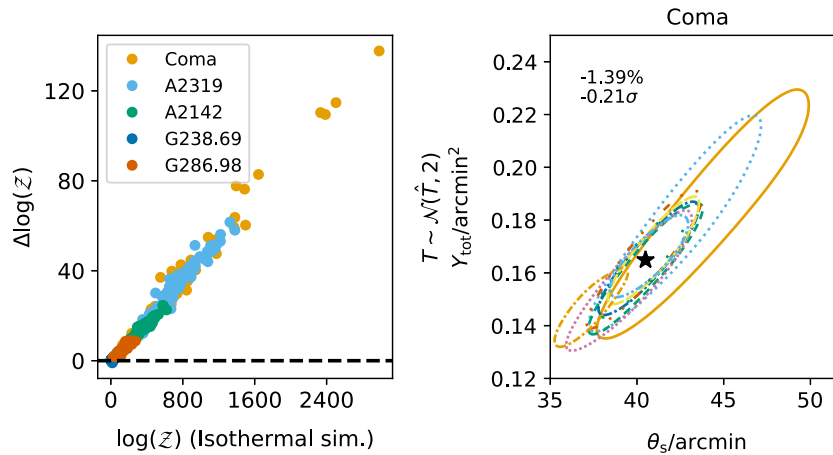 Coma
A2319
A2142
G238.69
G286.98
Δlog(𝒵)
120
80
40
0
0 800 1600 2400
log(𝒵) (Isothermal sim.)
Coma
-1.39%
-0.21σ
T ~ 𝒩(T̂, 2)
Y_tot/arcmin²
0.24
0.22
0.20
0.18
0.16
0.14
0.12
35 40 45 50
θ_s/arcmin